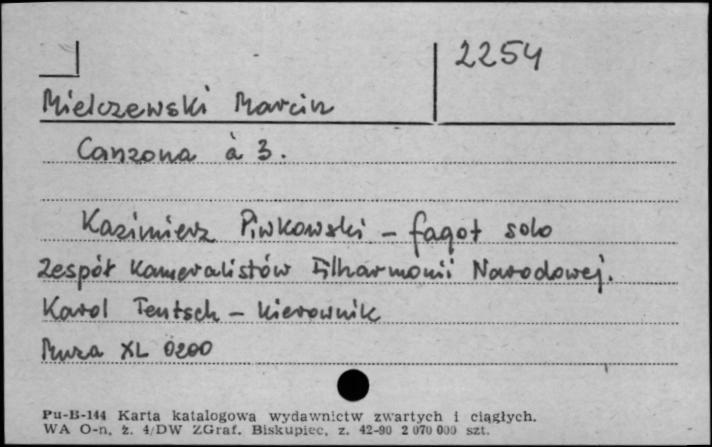 2254
Mielczewski Marcin
Canzona à 3.
Kazimierz Piwkowski - fagot solo
Zespół Kameralistów Filharmonii Narodowej.
Karol Teutsch - kierownik
Muza XL 0200
Pu-B-144 Karta katalogowa wydawnictw zwartych i ciągłych.
WA O-n, ż. 4/DW ZGraf. Biskupiec, z. 42-90 2 070 000 szt.